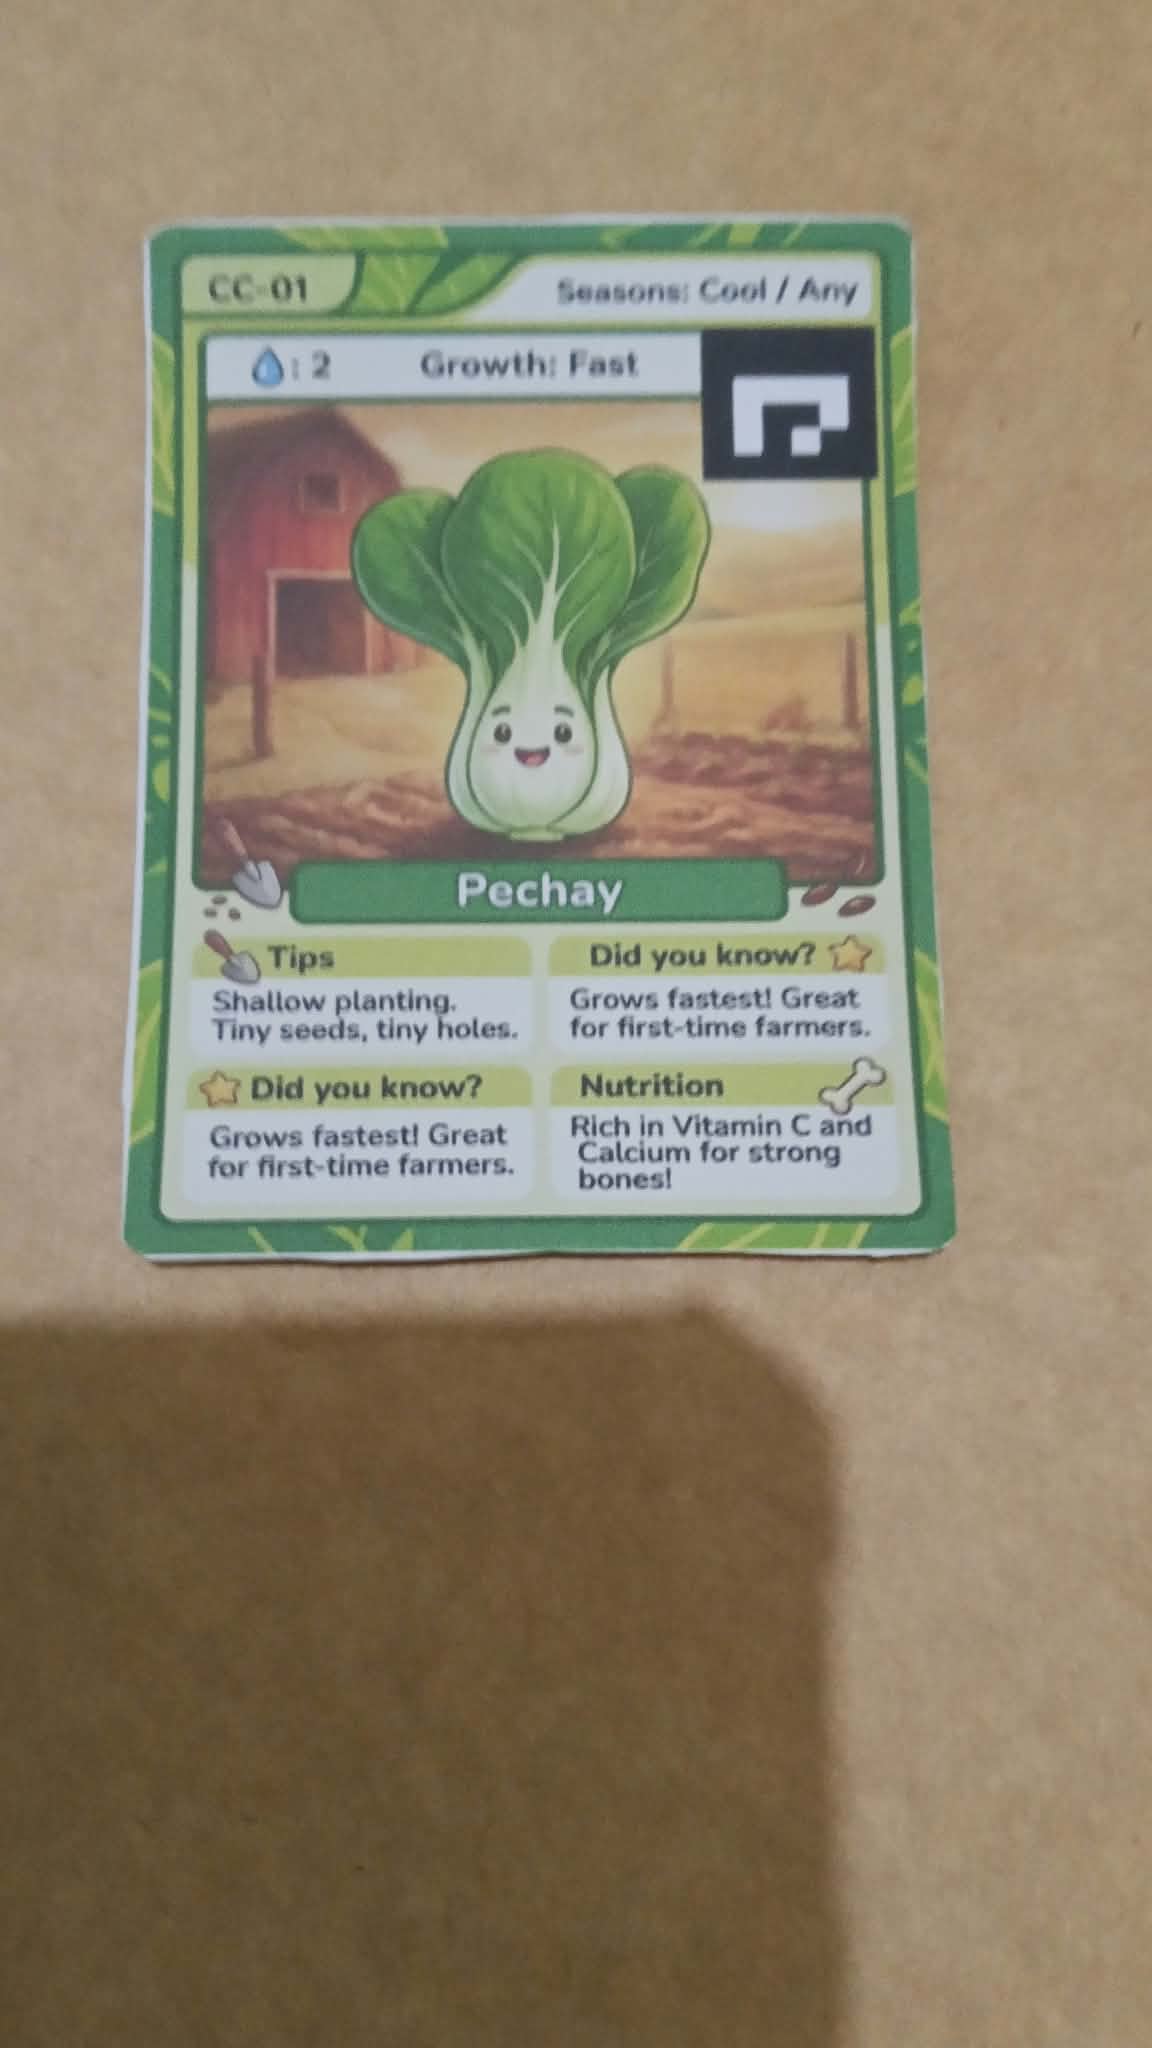 CC-01
Seasons: Cool / Any
: 2
Growth: Fast
Pechay
Tips
Shallow planting.
Tiny seeds, tiny holes.
Did you know?
Grows fastest! Great
for first-time farmers.
Did you know?
Grows fastest! Great
for first-time farmers.
Nutrition
Rich in Vitamin C and
Calcium for strong
bones!